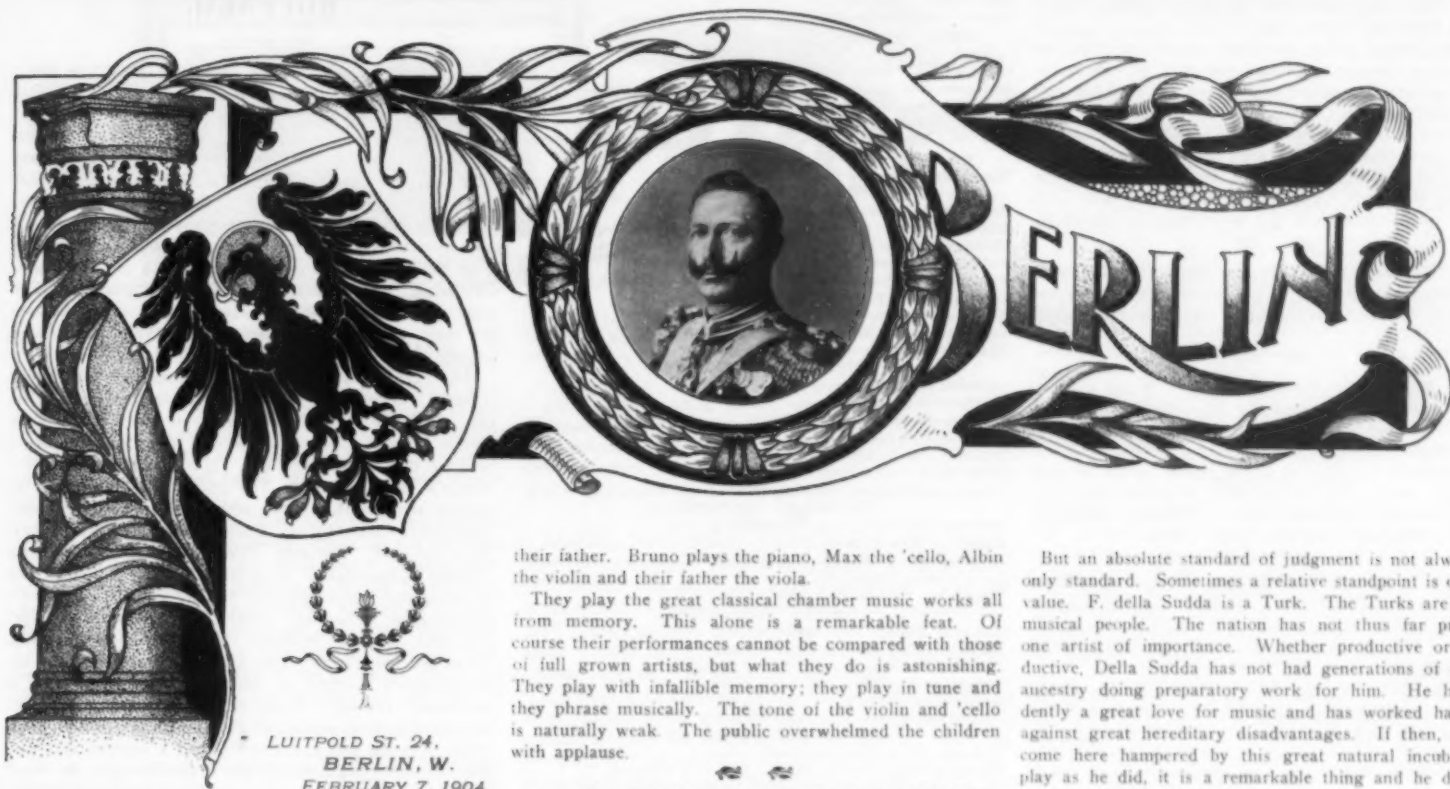 BERLIN
LUITPOLD ST. 24,
BERLIN, W.
FEBRUARY 7, 1904
their father. Bruno plays the piano, Max the 'cello, Albin
the violin and their father the viola.
They play the great classical chamber music works all
from memory. This alone is a remarkable feat. Of
course their performances cannot be compared with those
of full grown artists, but what they do is astonishing.
They play with infallible memory; they play in tune and
they phrase musically. The tone of the violin and 'cello
is naturally weak. The public overwhelmed the children
with applause.
But an absolute standard of judgment is not alw
only standard. Sometimes a relative standpoint is
value. F. della Sudda is a Turk. The Turks are
musical people. The nation has not thus far pr
one artist of importance. Whether productive or
ductive, Della Sudda has not had generations of
ancestry doing preparatory work for him. He h
dently a great love for music and has worked ha
against great hereditary disadvantages. If then,
come here hampered by this great natural incub
play as he did, it is a remarkable thing and he d